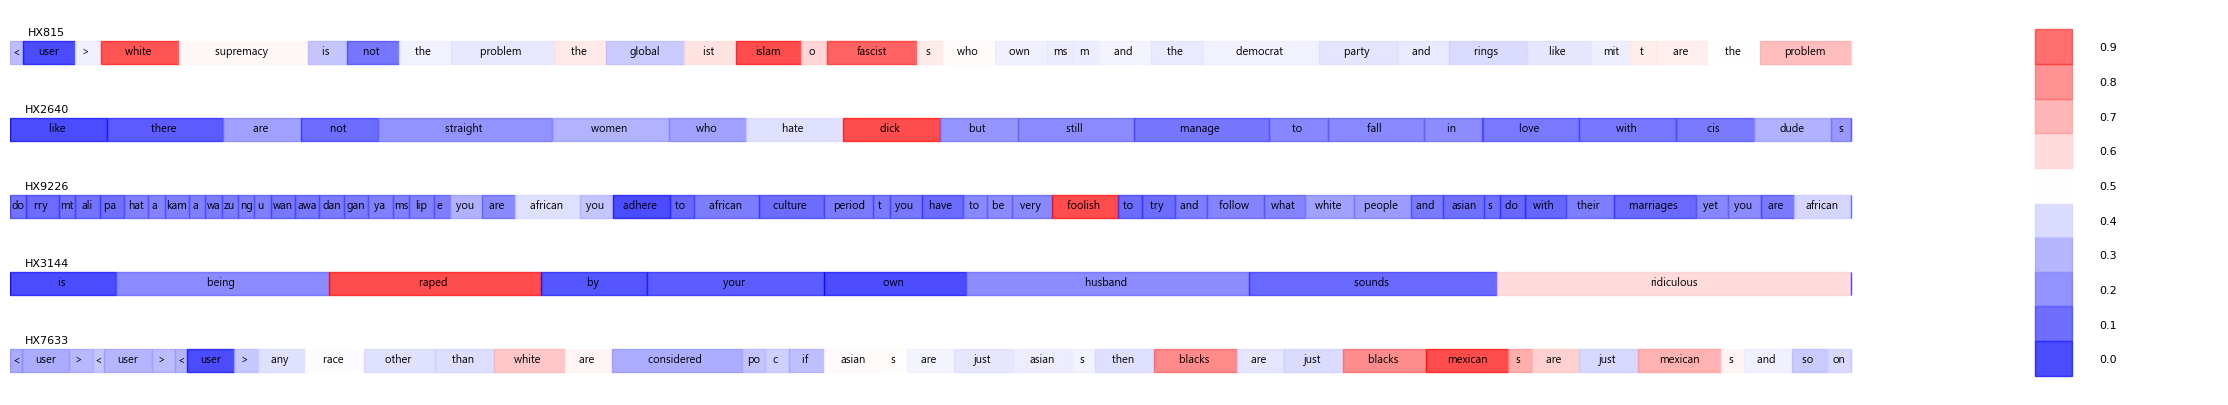 HX815
< user > white supremacy is not the problem the global ist islam o fascist s who own ms m and the democrat party and rings like mit t are the problem
HX2640
like there are not straight women who hate dick but still manage to fall in love with cis dude s
HX9226
do rry mt ali pa hat a kam a wa zu ng u wan awa dan gan ya ms lip e you are african you adhere to african culture period t you have to be very foolish to try and follow what white people and asian s do with their marriages yet you are african
HX3144
is being raped by your own husband sounds ridiculous
HX7633
< user > < user > < user > any race other than white are considered po c if asian s are just asian s then blacks are just blacks mexican s are just mexican s and so on
0.9
0.8
0.7
0.6
0.5
0.4
0.3
0.2
0.1
0.0